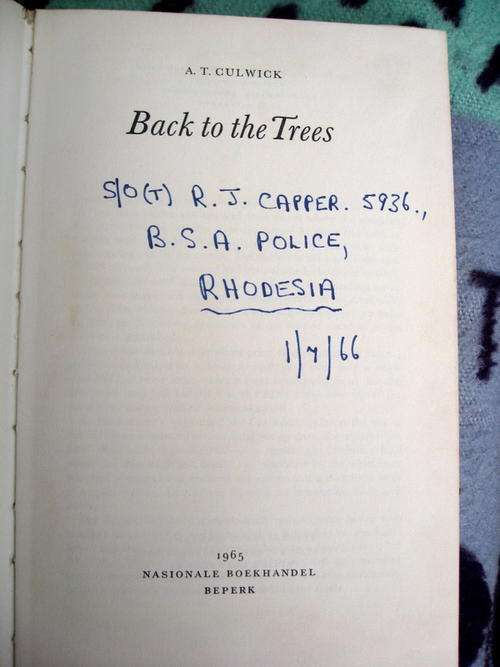 A. T. CULWICK
Back to the Trees
S/O(T) R. J. CAPPER. 5936.,
B.S.A. POLICE,
RHODESIA
1/7/66
1965
NASIONALE BOEKHANDEL
BEPERK